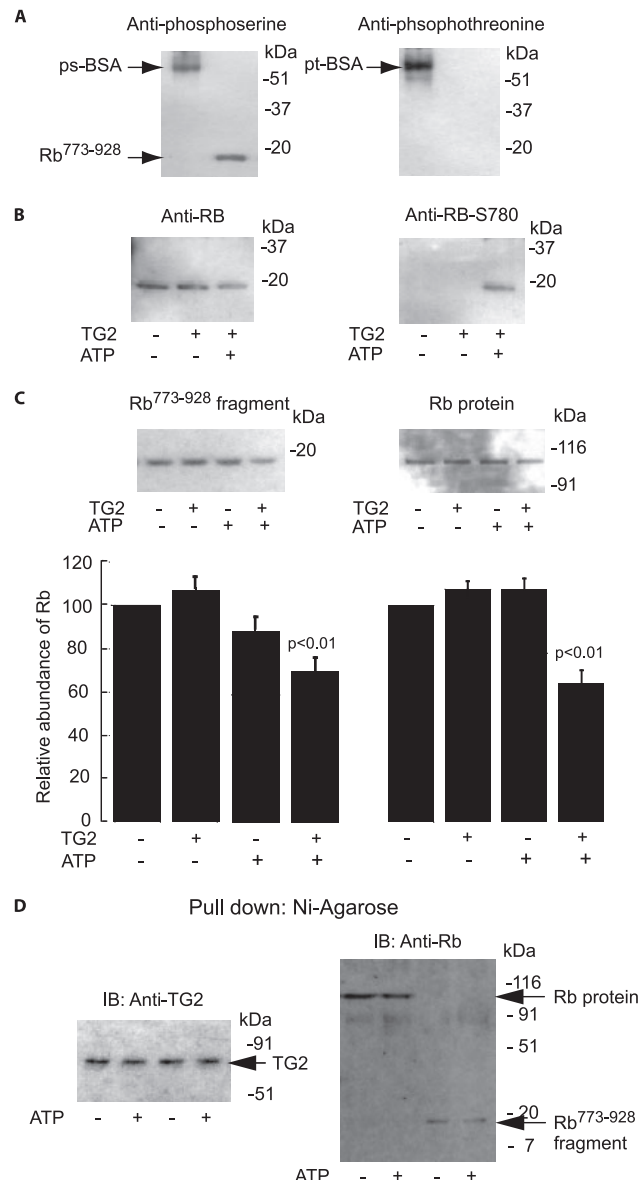 A
Anti-phosphoserine
Anti-phsophothreonine
kDa
kDa
ps-BSA
-51
-37
-20
Rb773-928
pt-BSA
-51
-37
-20
B
Anti-RB
Anti-RB-S780
kDa
-37
-20
kDa
-37
-20
TG2 - + +
ATP - - +
TG2 - + +
ATP - - +
C
Rb773-928 fragment
Rb protein
kDa
-20
kDa
-116
-91
TG2 - + - +
ATP - - + +
TG2 - + - +
ATP - - + +
Relative abundance of Rb
120
100
80
60
40
20
0
p<0.01
p<0.01
TG2 - + - + - + - +
ATP - - + + - - + +
D
Pull down: Ni-Agarose
IB: Anti-TG2
kDa
-91
TG2
-51
ATP - + - +
IB: Anti-Rb
kDa
-116
Rb protein
- 91
- 51
- 20
Rb773-928
fragment
- 7
ATP - + - +